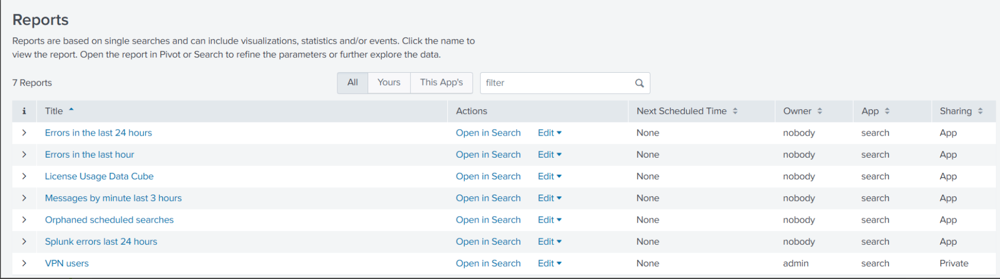 Reports
Reports are based on single searches and can include visualizations, statistics and/or events. Click the name to
view the report. Open the report in Pivot or Search to refine the parameters or further explore the data.
7 Reports All Yours This App's filter
i Title Actions Next Scheduled Time Owner App Sharing
Errors in the last 24 hours Open in Search Edit None nobody search App
Errors in the last hour Open in Search Edit None nobody search App
License Usage Data Cube Open in Search Edit None nobody search App
Messages by minute last 3 hours Open in Search Edit None nobody search App
Orphaned scheduled searches Open in Search Edit None nobody search App
Splunk errors last 24 hours Open in Search Edit None nobody search App
VPN users Open in Search Edit None admin search Private